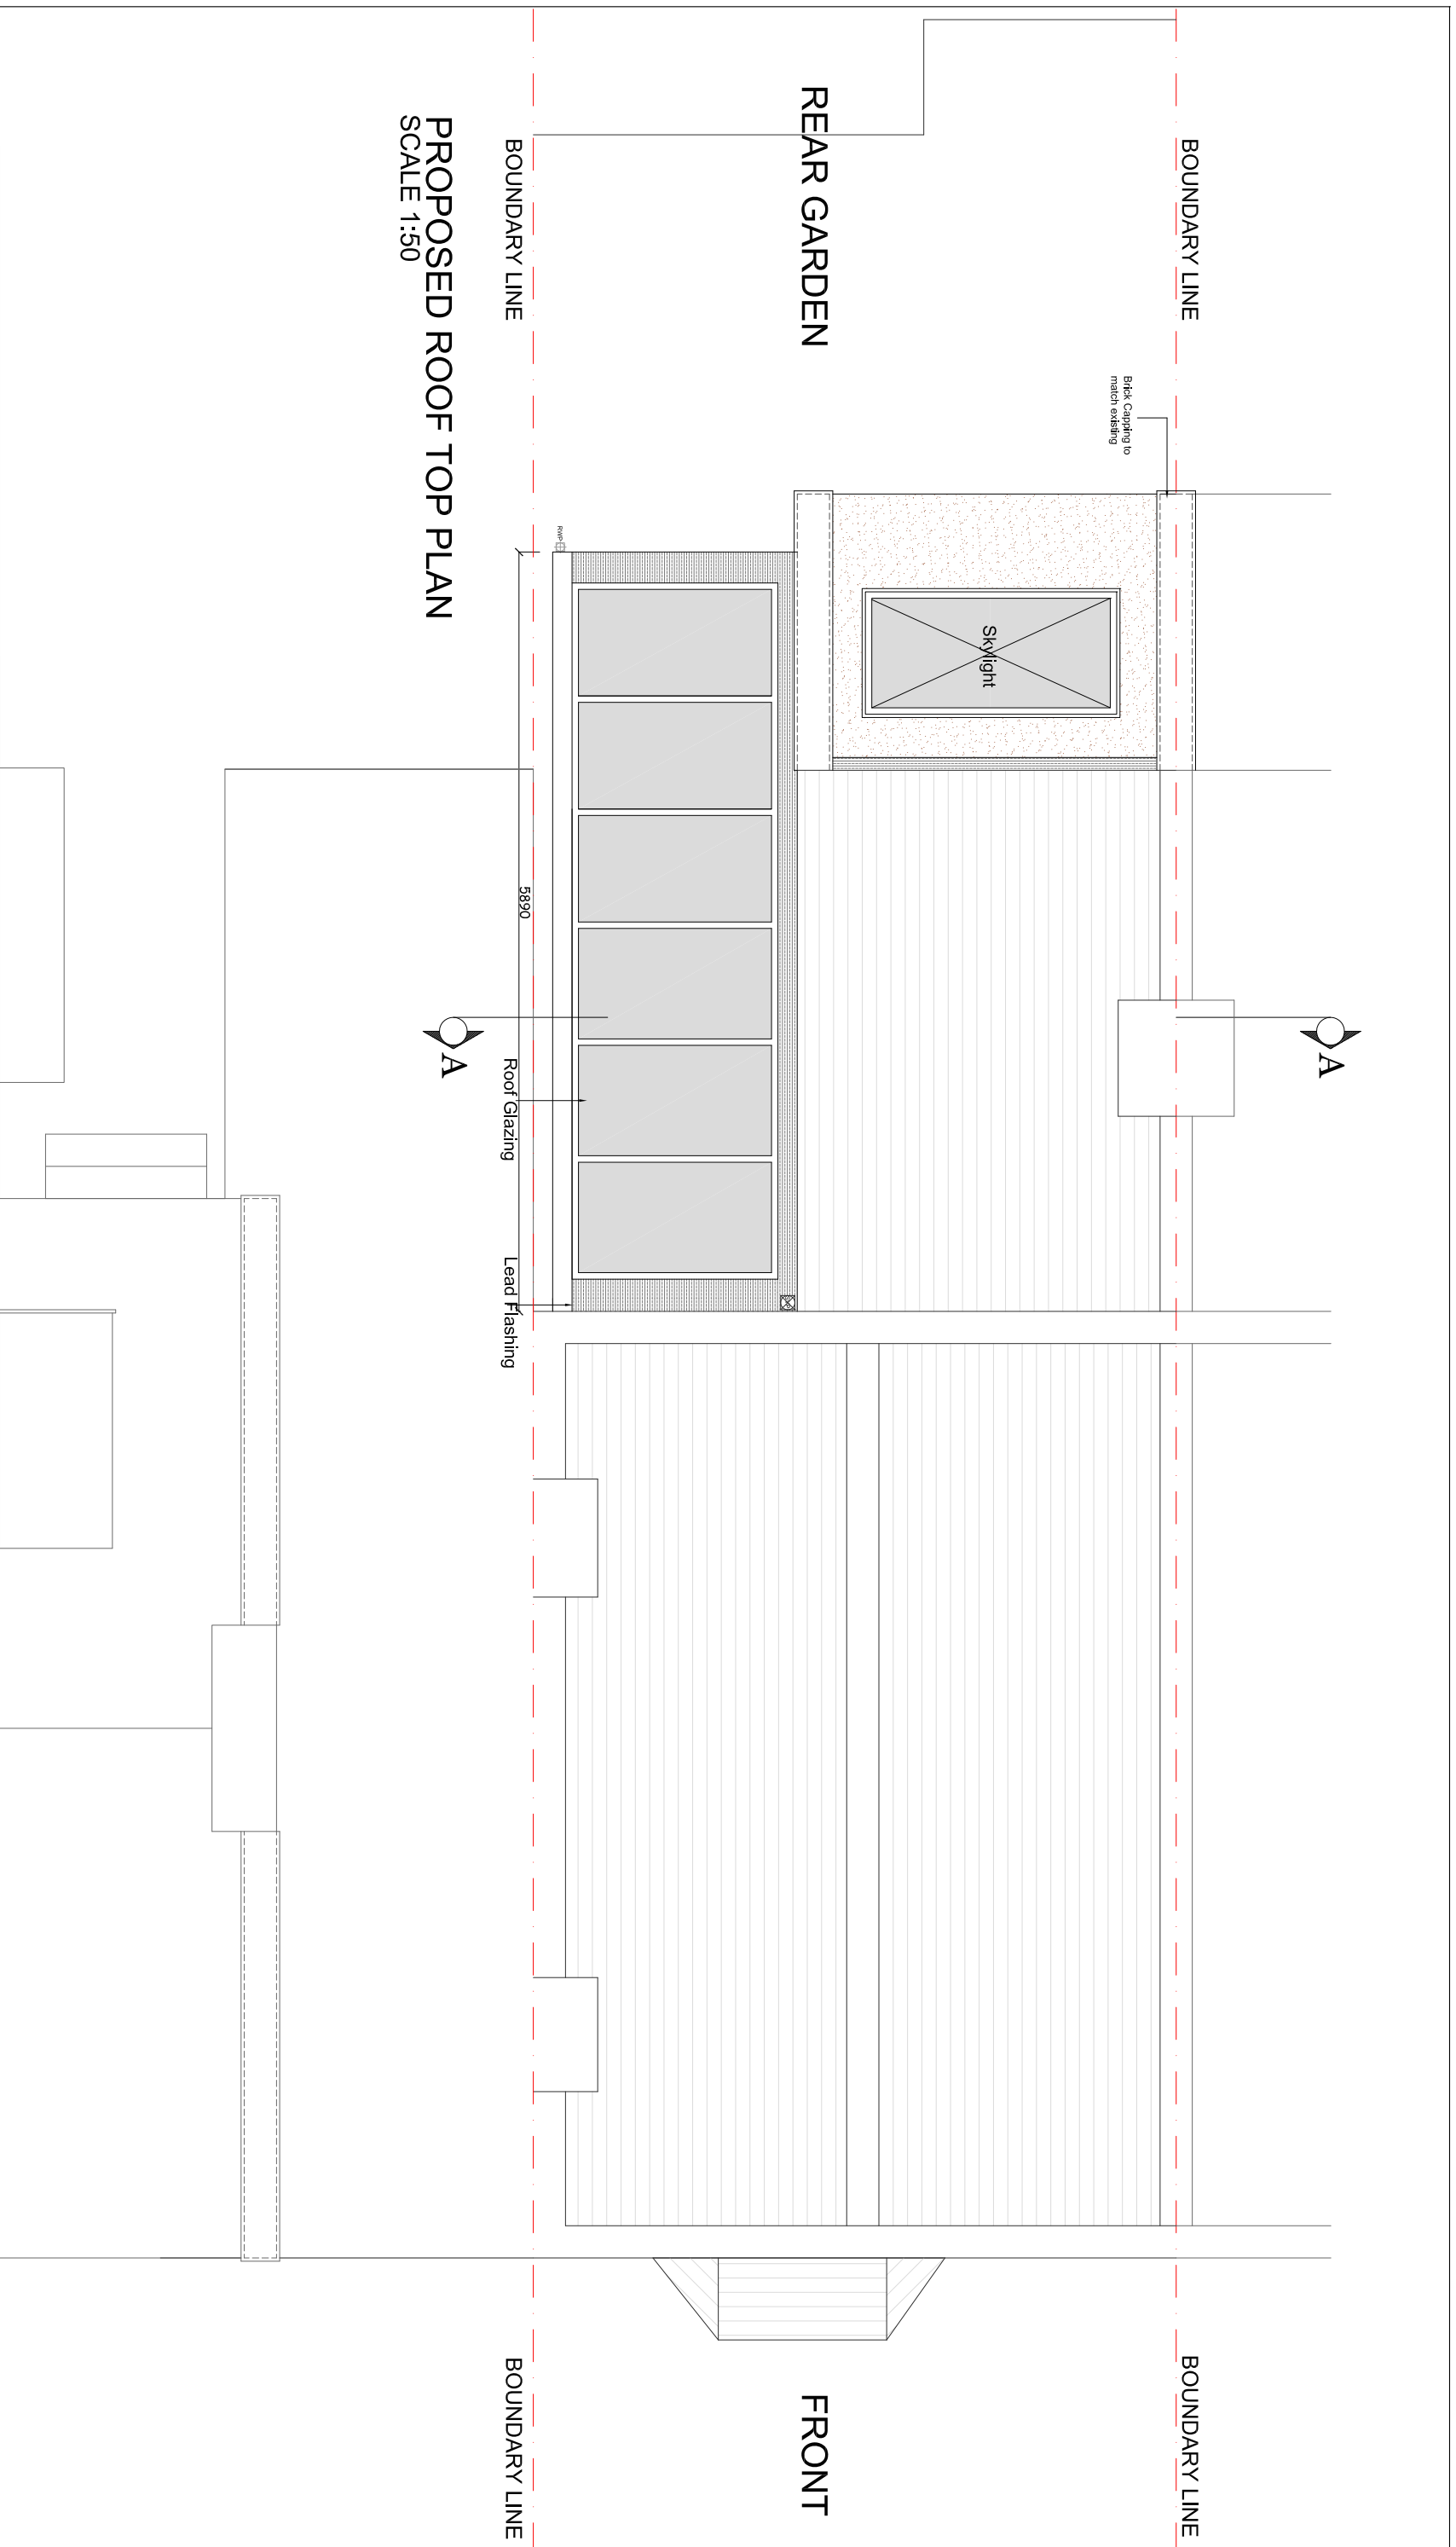 BOUNDARY LINE
BOUNDARY LINE
A
Brick Capping to
match existing
Skylight
REAR GARDEN
FRONT
RWP
5890
Roof Glazing
Lead Flashing
BOUNDARY LINE
BOUNDARY LINE
A
PROPOSED ROOF TOP PLAN
SCALE 1:50